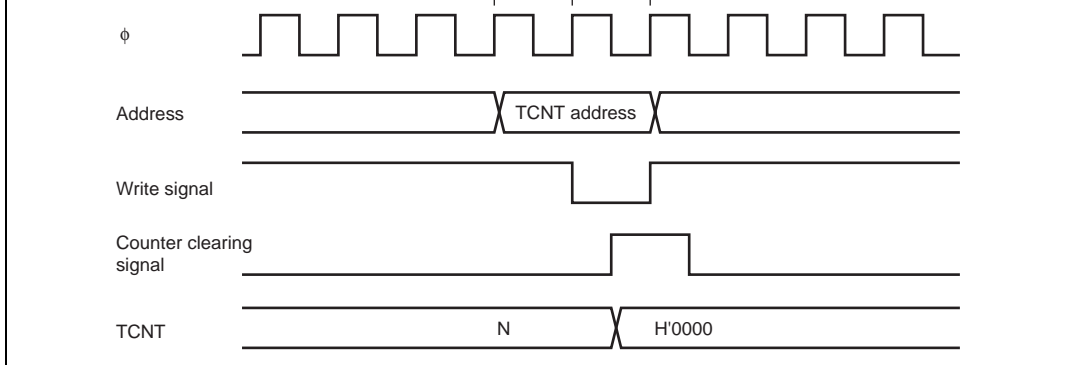 ϕ
Address
TCNT address
Write signal
Counter clearing
signal
TCNT
N
H'0000